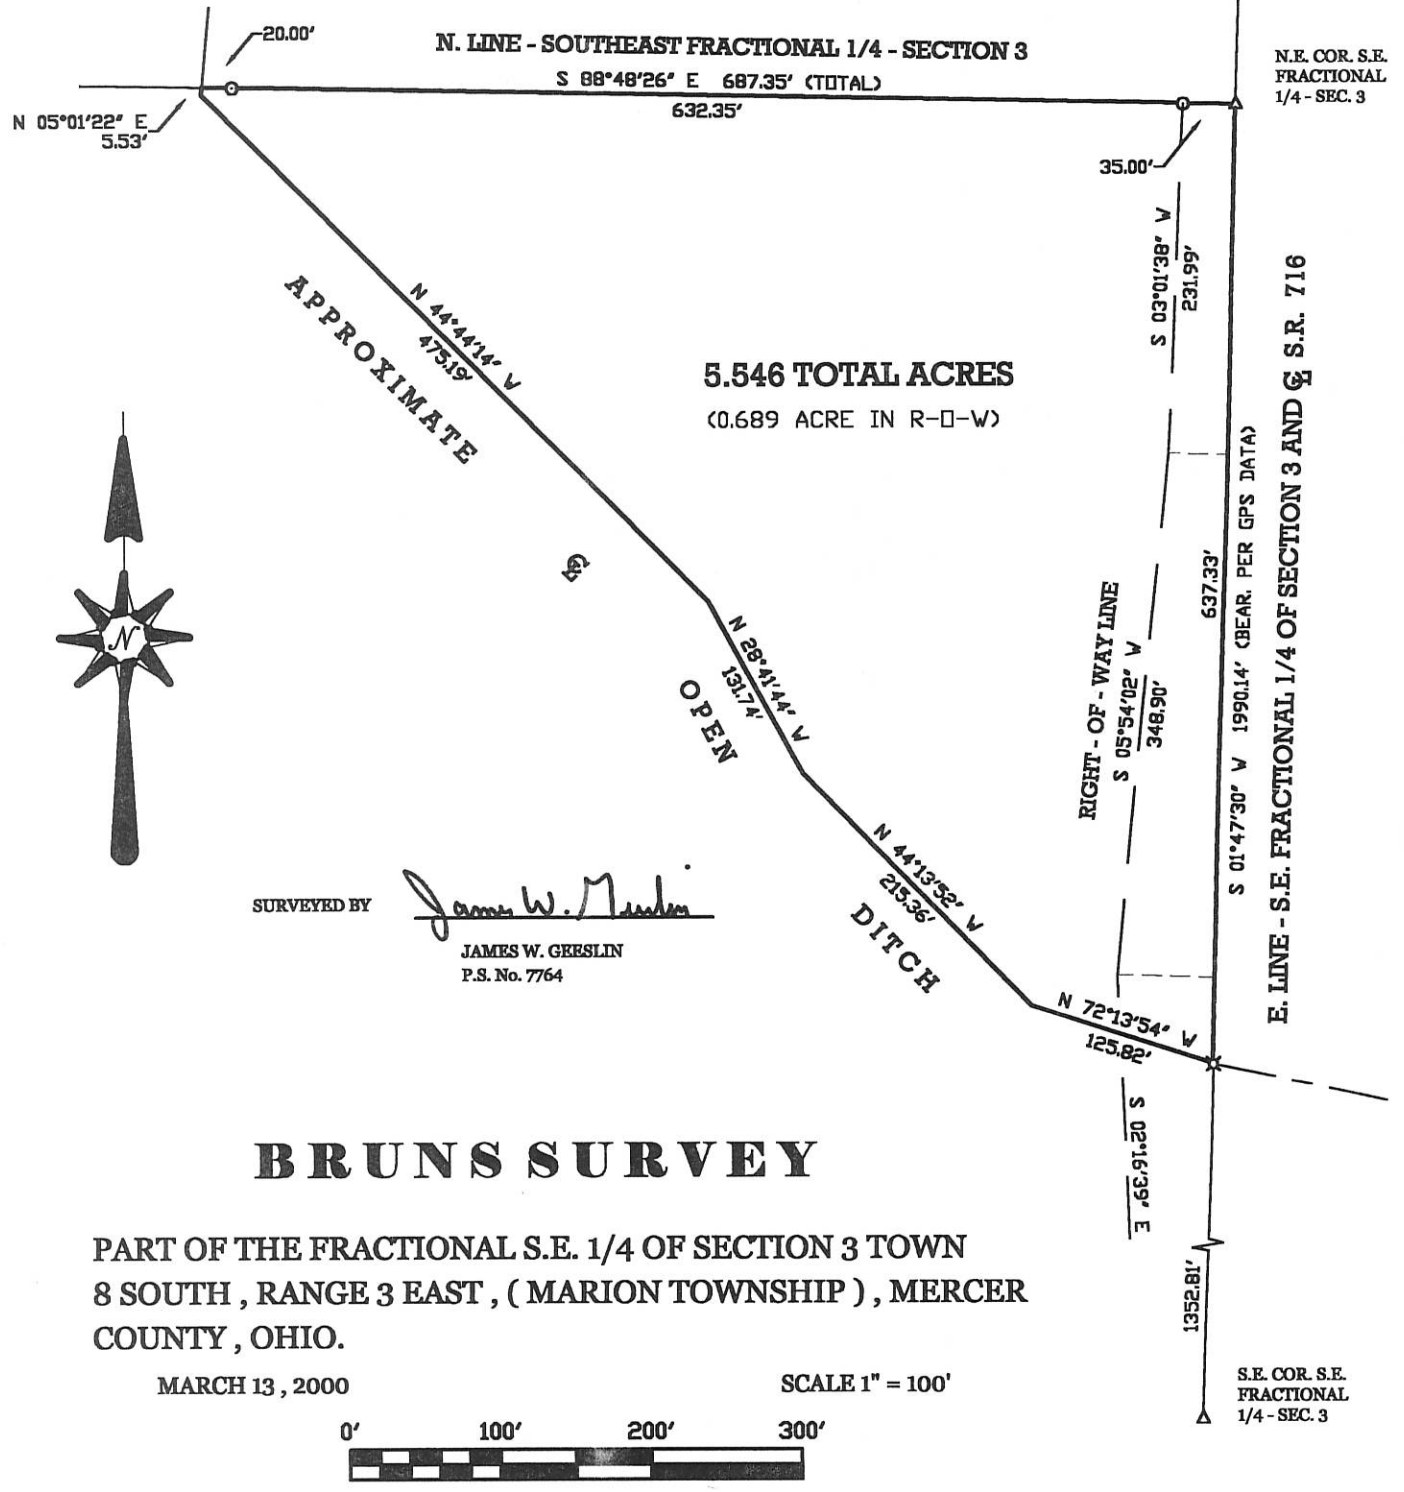 20.00'
N. LINE - SOUTHEAST FRACTIONAL 1/4 - SECTION 3
S 88°48'26" E 687.35' (TOTAL)
632.35'
N.E. COR. S.E.
FRACTIONAL
1/4 - SEC. 3
N 05°01'22" E
5.53'
35.00'
S 03°01'38" W
231.99'
N 44°44'14" W
475.19'
APPROXIMATE
℄
OPEN
DITCH
5.546 TOTAL ACRES
(0.689 ACRE IN R-O-W)
N 28°41'44" W
131.74'
RIGHT - OF - WAY LINE
S 05°54'02" W
348.90'
637.33'
S 01°47'30" W 1990.14' (BEAR. PER GPS DATA)
E. LINE - S.E. FRACTIONAL 1/4 OF SECTION 3 AND ℄ S.R. 716
N
N 44°13'52" W
215.36'
SURVEYED BY
James W. Geeslin
JAMES W. GEESLIN
P.S. No. 7764
N 72°13'54" W
125.82'
S 02°16'39" E
1352.81'
BRUNS SURVEY
PART OF THE FRACTIONAL S.E. 1/4 OF SECTION 3 TOWN
8 SOUTH , RANGE 3 EAST , ( MARION TOWNSHIP ) , MERCER
COUNTY , OHIO.
MARCH 13 , 2000
SCALE 1" = 100'
0' 100' 200' 300'
S.E. COR. S.E.
FRACTIONAL
1/4 - SEC. 3